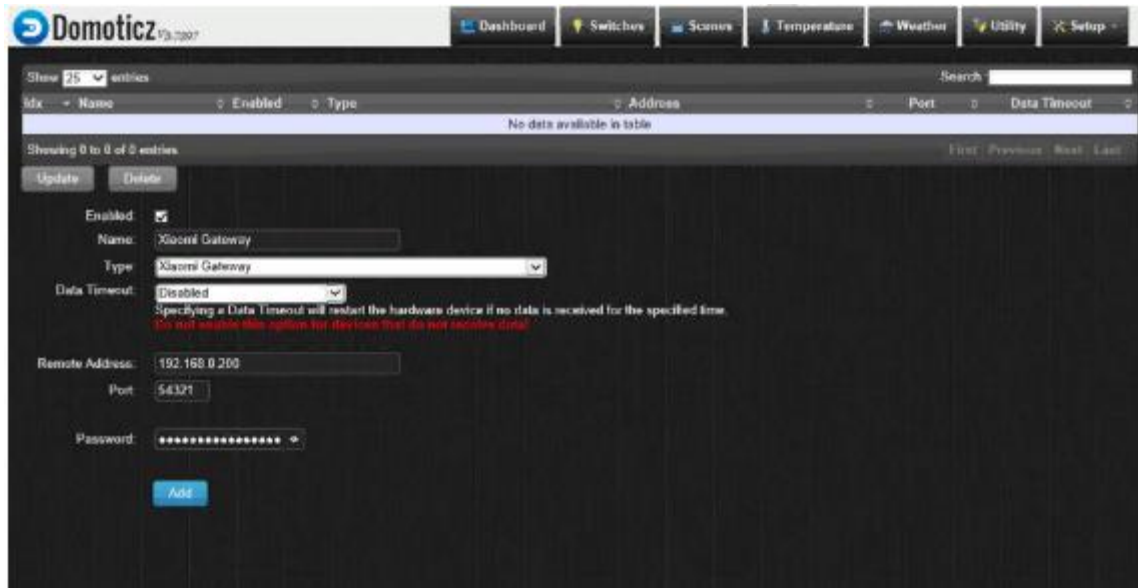 Domoticz V3.7207
Dashboard Switches Scenes Temperature Weather Utility Setup
Show 25 entries Search
Idx Name Enabled Type Address Port Data Timeout
No data available in table
Showing 0 to 0 of 0 entries First Previous Next Last
Update Delete
Enabled:
Name: Xiaomi Gateway
Type: Xiaomi Gateway
Data Timeout: Disabled
Specifying a Data Timeout will restart the hardware device if no data is received for the specified time.
Do not enable this option for devices that do not receive data!
Remote Address: 192.168.0.200
Port: 54321
Password: ••••••••••••••••
Add